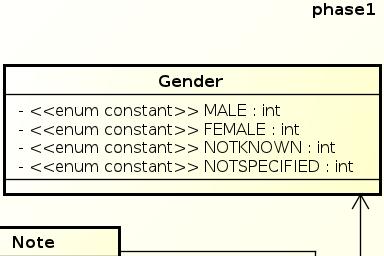 phase1
Gender
- <<enum constant>> MALE : int
- <<enum constant>> FEMALE : int
- <<enum constant>> NOTKNOWN : int
- <<enum constant>> NOTSPECIFIED : int
Note